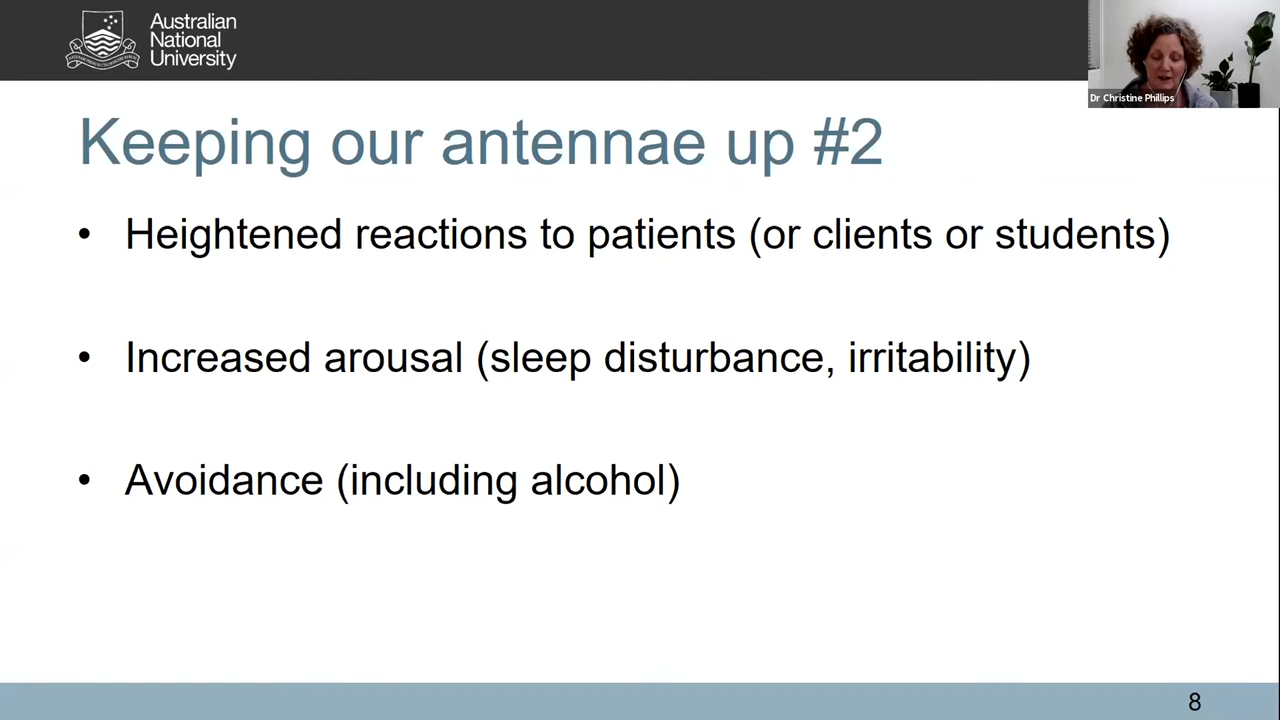 Australian
National
University
Dr Christine Phillips
Keeping our antennae up #2
• Heightened reactions to patients (or clients or students)
• Increased arousal (sleep disturbance, irritability)
• Avoidance (including alcohol)
8